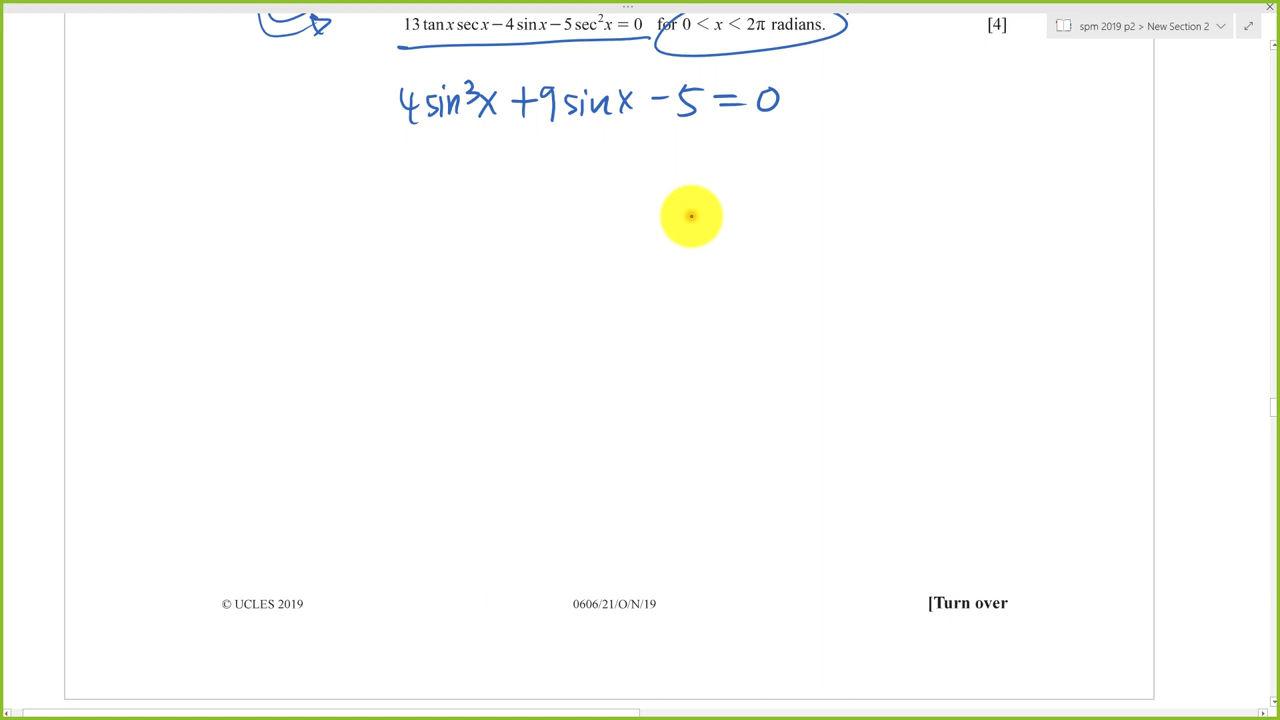 13 tan x sec x − 4 sin x − 5 sec²x = 0 for 0 < x < 2π radians. [4]
spm 2019 p2 > New Section 2
4 sin³x + 9 sin x − 5 = 0
© UCLES 2019 0606/21/O/N/19 [Turn over